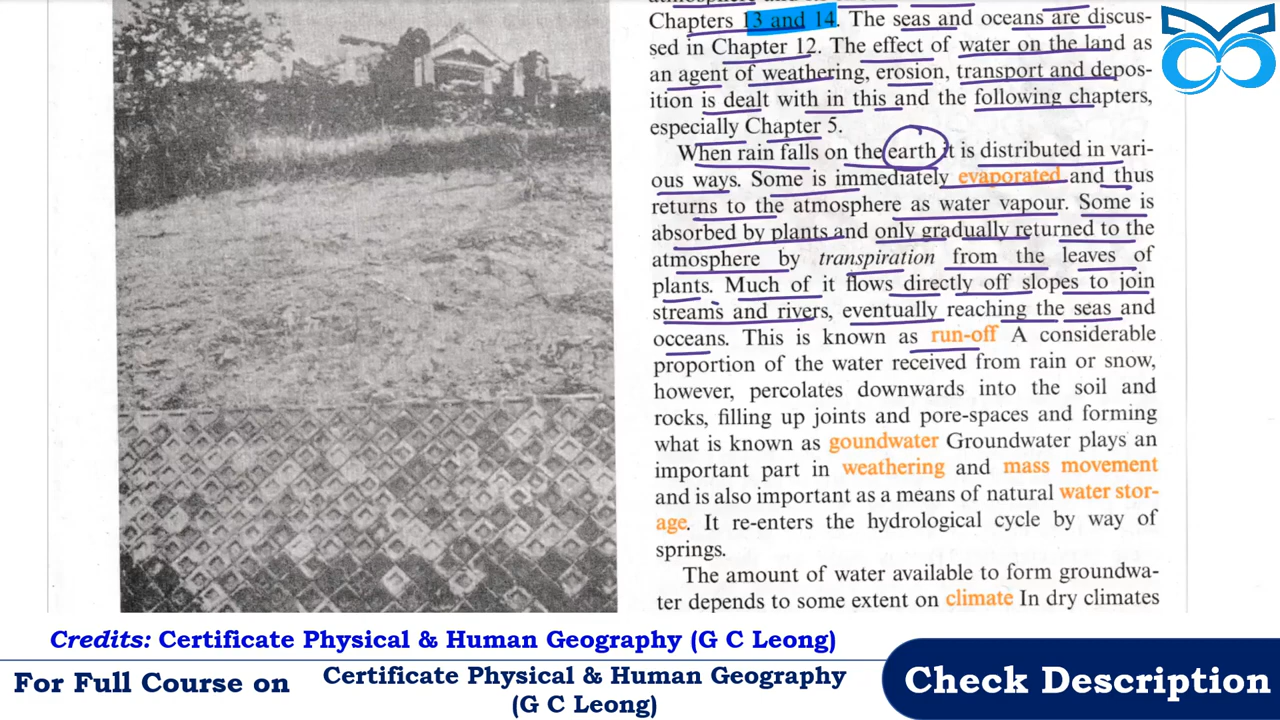 Chapters 13 and 14. The seas and oceans are discus-
sed in Chapter 12. The effect of water on the land as
an agent of weathering, erosion, transport and depos-
ition is dealt with in this and the following chapters,
especially Chapter 5.
When rain falls on the earth it is distributed in vari-
ous ways. Some is immediately evaporated and thus
returns to the atmosphere as water vapour. Some is
absorbed by plants and only gradually returned to the
atmosphere by transpiration from the leaves of
plants. Much of it flows directly off slopes to join
streams and rivers, eventually reaching the seas and
occeans. This is known as run-off A considerable
proportion of the water received from rain or snow,
however, percolates downwards into the soil and
rocks, filling up joints and pore-spaces and forming
what is known as goundwater Groundwater plays an
important part in weathering and mass movement
and is also important as a means of natural water stor-
age. It re-enters the hydrological cycle by way of
springs.
The amount of water available to form groundwa-
ter depends to some extent on climate In dry climates
Credits: Certificate Physical & Human Geography (G C Leong)
For Full Course on
Certificate Physical & Human Geography
(G C Leong)
Check Description